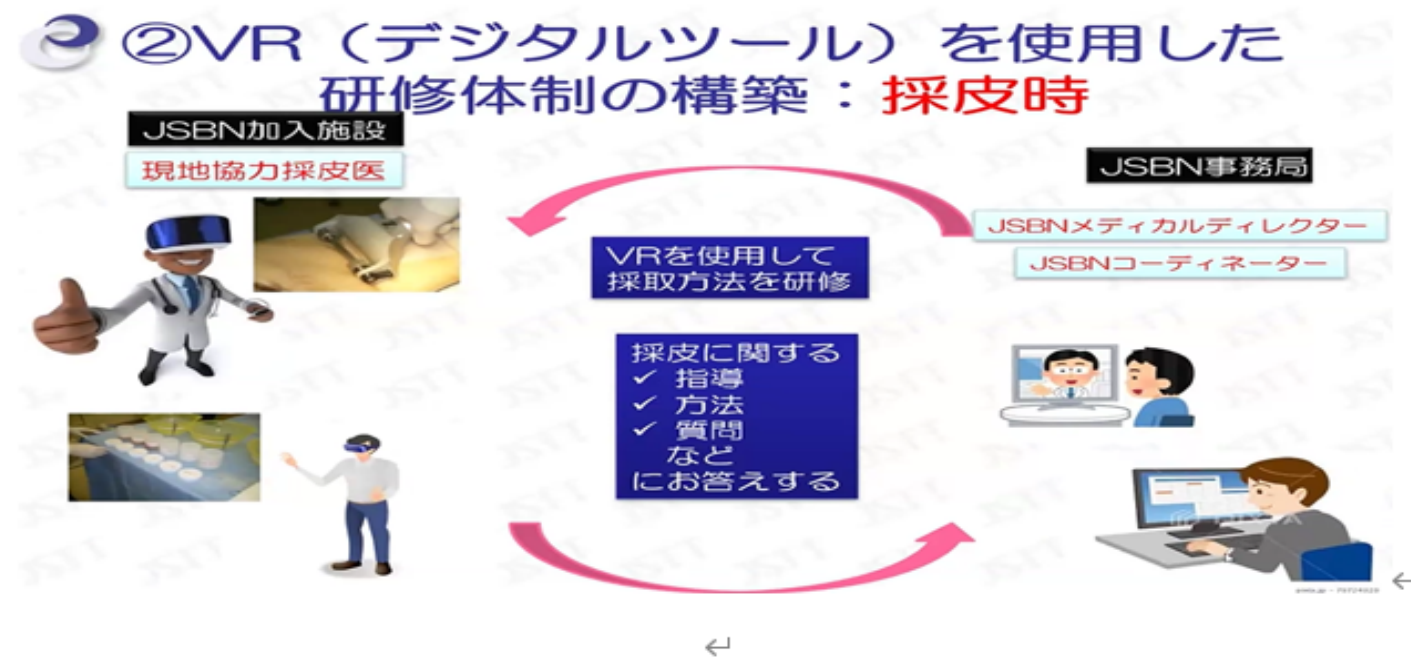 ②VR（デジタルツール）を使用した
研修体制の構築：採皮時
JSBN加入施設
現地協力採皮医
JSBN事務局
JSBNメディカルディレクター
JSBNコーディネーター
VRを使用して
採取方法を研修
採皮に関する
✓ 指導
✓ 方法
✓ 質問
など
にお答えする
JSTT